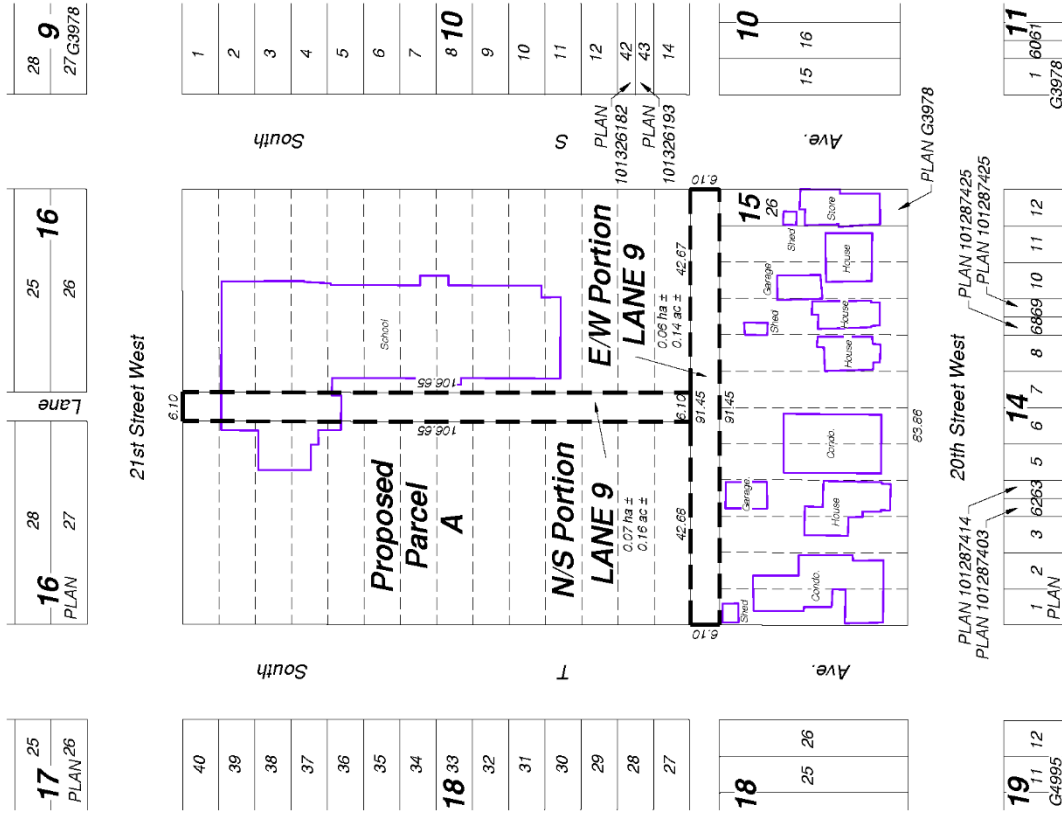 17
25
PLAN 26
16
28
PLAN
27
Lane
25
16
26
28
9
27 G3978
21st Street West
40
39
38
37
36
35
34
33
18
32
31
30
29
28
27
South
T
6.10
School
106.65
106.65
6.10
Proposed
Parcel
A
N/S Portion
LANE 9
0.07 ha ±
0.16 ac ±
E/W Portion
LANE 9
0.06 ha ±
0.14 ac ±
42.66
42.67
91.45
91.45
6.10
6.10
South
S
1
2
3
4
5
6
7
8
10
9
10
11
12
42
43
14
PLAN
101326182
PLAN
101326193
18
25
26
Ave.
Shed
Condo.
House
Garage.
Condo.
House
Shed
House
Garage
House
Shed
Store
15
26
83.86
Ave.
10
15
16
PLAN G3978
20th Street West
PLAN 101287414
PLAN 101287403
PLAN 101287425
PLAN 101287425
19
11
12
G4995
1
2
3
6263
5
6
14
7
8
6869
10
11
12
PLAN
11
1
6061
G3978